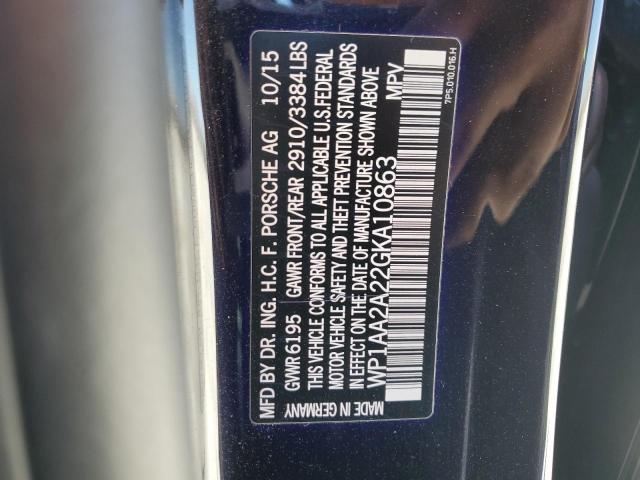 MFD BY DR. ING. H.C. F. PORSCHE AG 10/15
GWR 6195 GAWR FRONT/REAR 2910/3384 LBS
THIS VEHICLE CONFORMS TO ALL APPLICABLE U.S. FEDERAL
MOTOR VEHICLE SAFETY AND THEFT PREVENTION STANDARDS
IN EFFECT ON THE DATE OF MANUFACTURE SHOWN ABOVE
WP1AA2A22GKA10863 MPV
MADE IN GERMANY
7P5.010.016.H